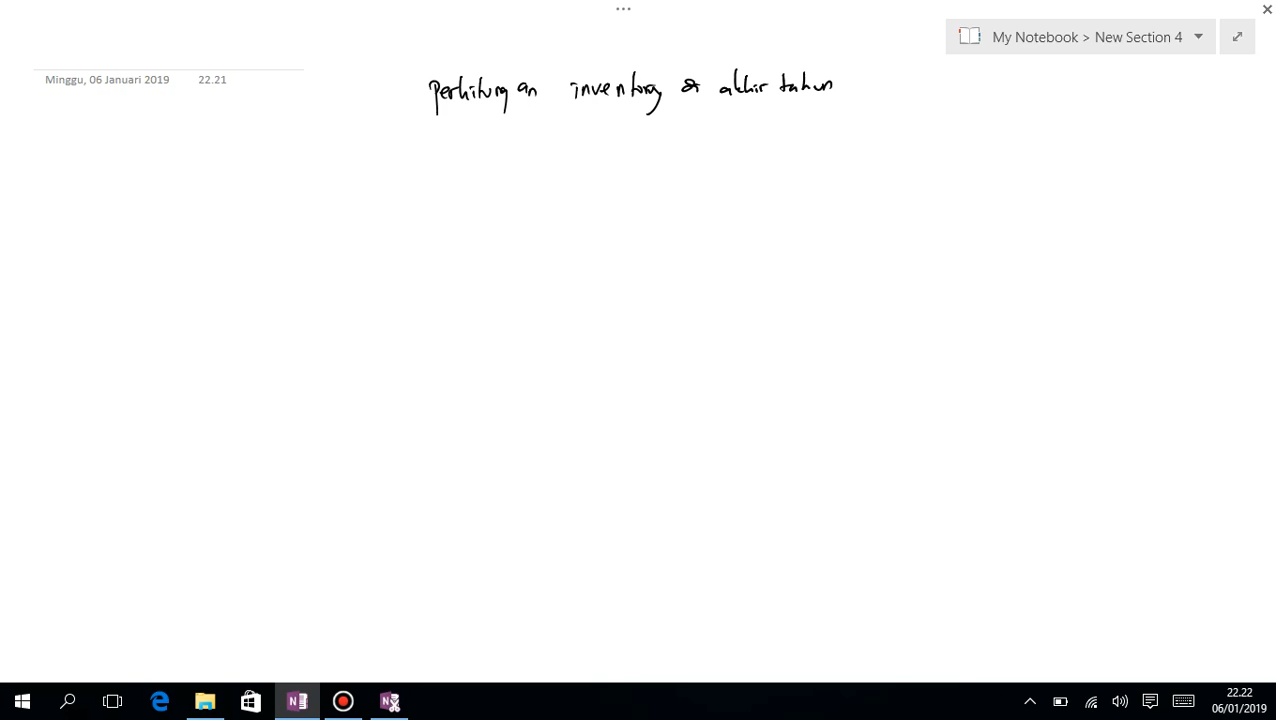 My Notebook > New Section 4
Minggu, 06 Januari 2019 22.21
perhitungan inventory akhir tahun
22.22
06/01/2019